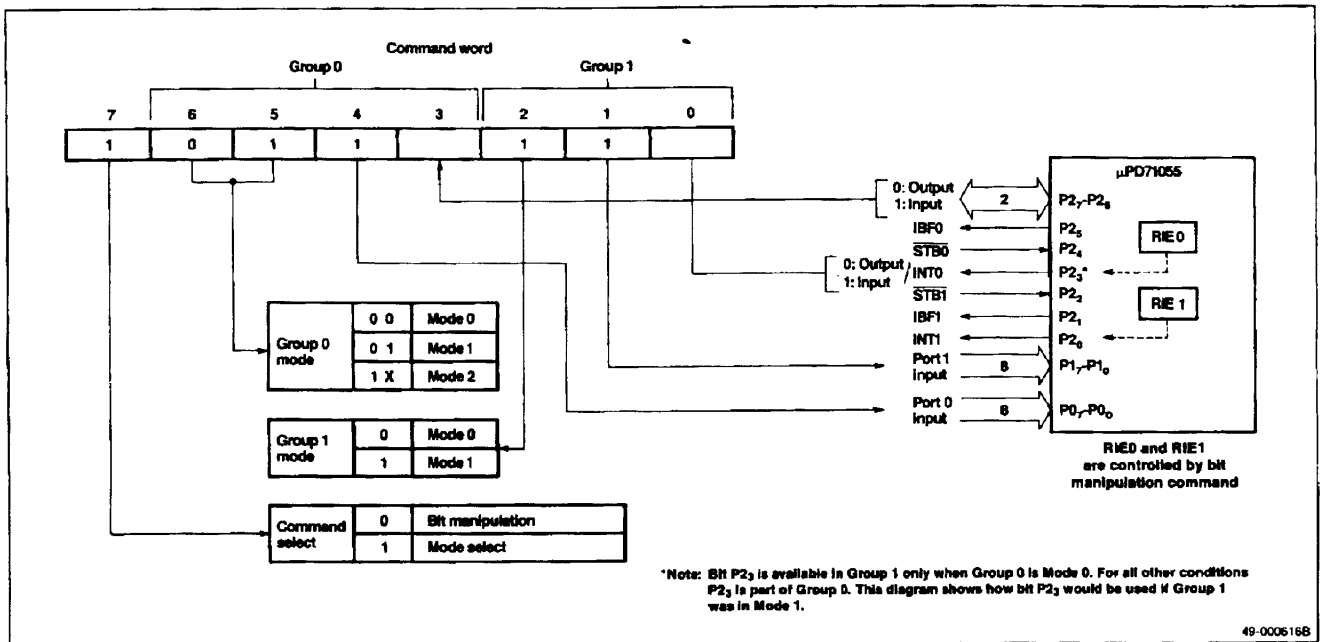 Command word
Group 0 Group 1
7 6 5 4 3 2 1 0
1 0 1 1 1 1
µPD71055
0: Output
1: Input
2
P2₇-P2₆
IBF0 P2₅
RIE0
STB0 P2₄
0: Output
1: Input
INT0 P2₃*
STB1 P2₂
RIE 1
IBF1 P2₁
INT1 P2₀
Port 1
Input
8
P1₇-P1₀
Port 0
Input
8
P0₇-P0₀
RIE0 and RIE1
are controlled by bit
manipulation command
Group 0
mode
0 0 Mode 0
0 1 Mode 1
1 X Mode 2
Group 1
mode
0 Mode 0
1 Mode 1
Command
select
0 Bit manipulation
1 Mode select
*Note: Bit P2₃ is available in Group 1 only when Group 0 is Mode 0. For all other conditions
P2₃ is part of Group 0. This diagram shows how bit P2₃ would be used if Group 1
was in Mode 1.
49-000616B